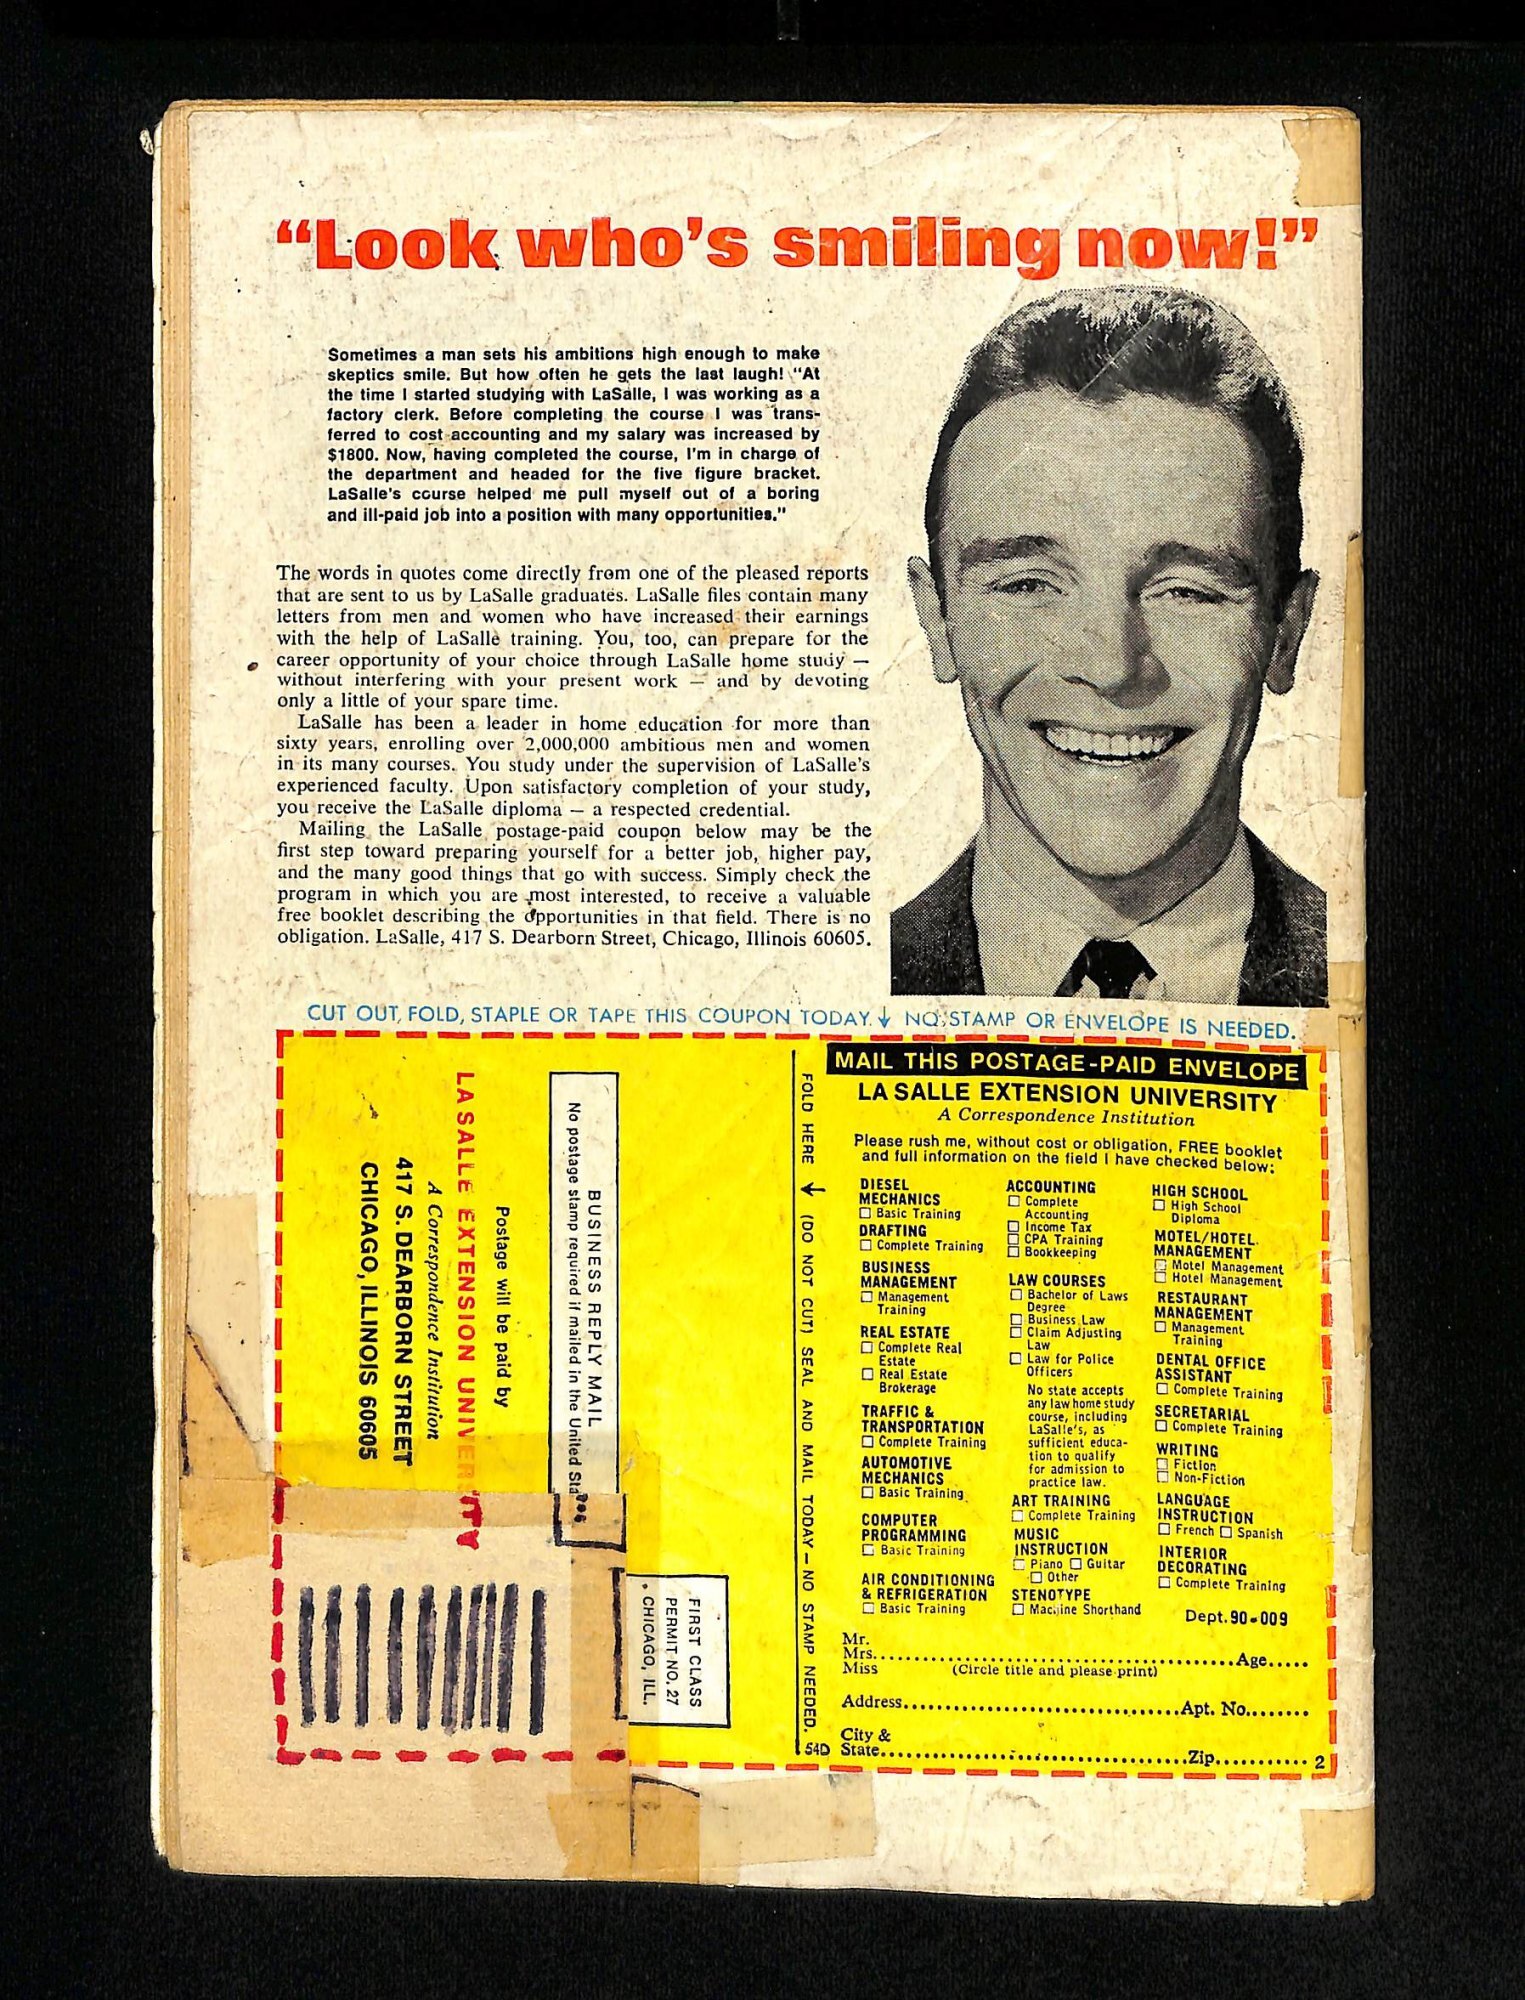 “Look who’s smiling now!”
Sometimes a man sets his ambitions high enough to make
skeptics smile. But how often he gets the last laugh! "At
the time I started studying with LaSalle, I was working as a
factory clerk. Before completing the course I was trans-
ferred to cost accounting and my salary was increased by
$1800. Now, having completed the course, I'm in charge of
the department and headed for the five figure bracket.
LaSalle's course helped me pull myself out of a boring
and ill-paid job into a position with many opportunities."
The words in quotes come directly from one of the pleased reports
that are sent to us by LaSalle graduates. LaSalle files contain many
letters from men and women who have increased their earnings
with the help of LaSalle training. You, too, can prepare for the
career opportunity of your choice through LaSalle home study —
without interfering with your present work — and by devoting
only a little of your spare time.
LaSalle has been a leader in home education for more than
sixty years, enrolling over 2,000,000 ambitious men and women
in its many courses. You study under the supervision of LaSalle's
experienced faculty. Upon satisfactory completion of your study,
you receive the LaSalle diploma — a respected credential.
Mailing the LaSalle postage-paid coupon below may be the
first step toward preparing yourself for a better job, higher pay,
and the many good things that go with success. Simply check the
program in which you are most interested, to receive a valuable
free booklet describing the opportunities in that field. There is no
obligation. LaSalle, 417 S. Dearborn Street, Chicago, Illinois 60605.
CUT OUT, FOLD, STAPLE OR TAPE THIS COUPON TODAY. ↓ NO STAMP OR ENVELOPE IS NEEDED.
FIRST CLASS
PERMIT NO. 27
CHICAGO, ILL.
BUSINESS REPLY MAIL
No postage stamp required if mailed in the United Sta
Postage will be paid by
LA SALLE EXTENSION UNIVERSITY
A Correspondence Institution
417 S. DEARBORN STREET
CHICAGO, ILLINOIS 60605
FOLD HERE → (DO NOT CUT) SEAL AND MAIL TODAY — NO STAMP NEEDED.
54D
MAIL THIS POSTAGE-PAID ENVELOPE
LA SALLE EXTENSION UNIVERSITY
A Correspondence Institution
Please rush me, without cost or obligation, FREE booklet
and full information on the field I have checked below:
DIESEL
MECHANICS
☐ Basic Training
DRAFTING
☐ Complete Training
BUSINESS
MANAGEMENT
☐ Management
Training
REAL ESTATE
☐ Complete Real
Estate
☐ Real Estate
Brokerage
TRAFFIC &
TRANSPORTATION
☐ Complete Training
AUTOMOTIVE
MECHANICS
☐ Basic Training
COMPUTER
PROGRAMMING
☐ Basic Training
AIR CONDITIONING
& REFRIGERATION
☐ Basic Training
ACCOUNTING
☐ Complete
Accounting
☐ Income Tax
☐ CPA Training
☐ Bookkeeping
LAW COURSES
☐ Bachelor of Laws
Degree
☐ Business Law
☐ Claim Adjusting
Law
☐ Law for Police
Officers
No state accepts
any law home study
course, including
LaSalle's, as
sufficient educa-
tion to qualify
for admission to
practice law.
ART TRAINING
☐ Complete Training
MUSIC
INSTRUCTION
☐ Piano ☐ Guitar
☐ Other
STENOTYPE
☐ Machine Shorthand
HIGH SCHOOL
☐ High School
Diploma
MOTEL/HOTEL
MANAGEMENT
☐ Motel Management
☐ Hotel Management
RESTAURANT
MANAGEMENT
☐ Management
Training
DENTAL OFFICE
ASSISTANT
☐ Complete Training
SECRETARIAL
☐ Complete Training
WRITING
☐ Fiction
☐ Non-Fiction
LANGUAGE
INSTRUCTION
☐ French ☐ Spanish
INTERIOR
DECORATING
☐ Complete Training
Dept. 90-009
Mr.
Mrs. Age
Miss (Circle title and please print)
Address Apt. No.
City &
State Zip 2